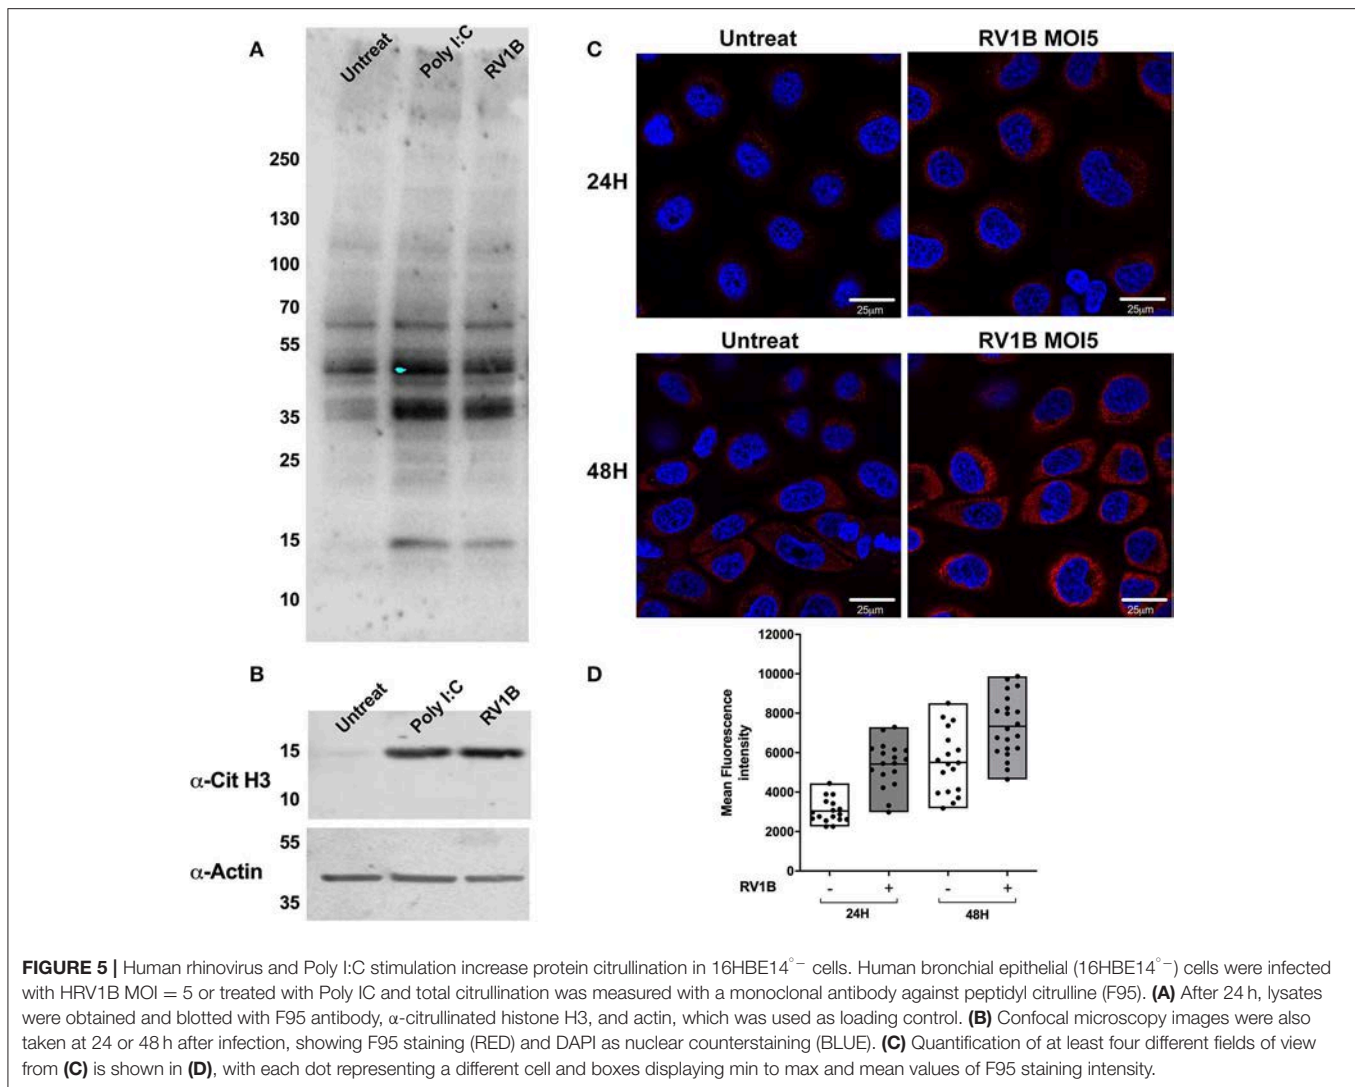 A
Untreat
Poly I:C
RV1B
250
130
100
70
55
35
25
15
10
B
Untreat
Poly I:C
RV1B
15
α-Cit H3
10
55
α-Actin
35
C
Untreat
RV1B MOI5
24H
25µm
25µm
Untreat
RV1B MOI5
48H
25µm
25µm
D
12000
10000
8000
6000
4000
2000
0
Mean Fluorescence
intensity
RV1B - + - +
24H 48H
FIGURE 5 | Human rhinovirus and Poly I:C stimulation increase protein citrullination in 16HBE14°− cells. Human bronchial epithelial (16HBE14°−) cells were infected
with HRV1B MOI = 5 or treated with Poly IC and total citrullination was measured with a monoclonal antibody against peptidyl citrulline (F95). (A) After 24 h, lysates
were obtained and blotted with F95 antibody, α-citrullinated histone H3, and actin, which was used as loading control. (B) Confocal microscopy images were also
taken at 24 or 48 h after infection, showing F95 staining (RED) and DAPI as nuclear counterstaining (BLUE). (C) Quantification of at least four different fields of view
from (C) is shown in (D), with each dot representing a different cell and boxes displaying min to max and mean values of F95 staining intensity.